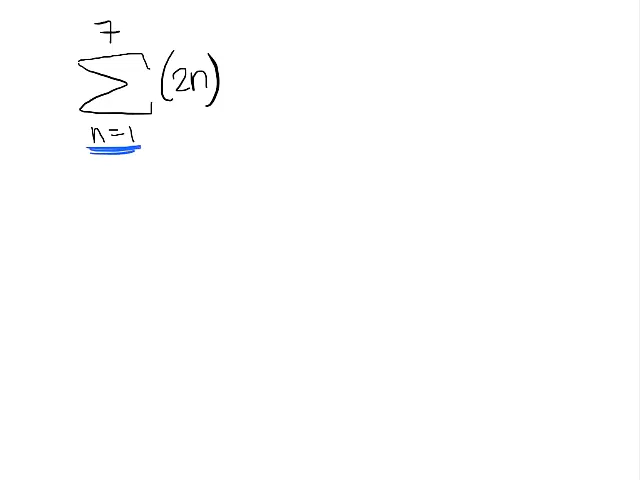 7
∑ (2n)
n=1